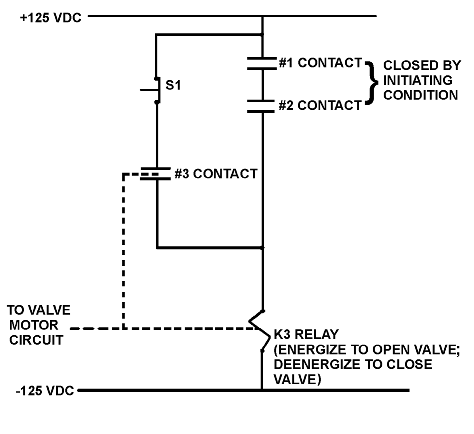 +125 VDC
#1 CONTACT
CLOSED BY
INITIATING
CONDITION
S1
#2 CONTACT
#3 CONTACT
TO VALVE
MOTOR
CIRCUIT
K3 RELAY
(ENERGIZE TO OPEN VALVE;
DEENERGIZE TO CLOSE
VALVE)
-125 VDC